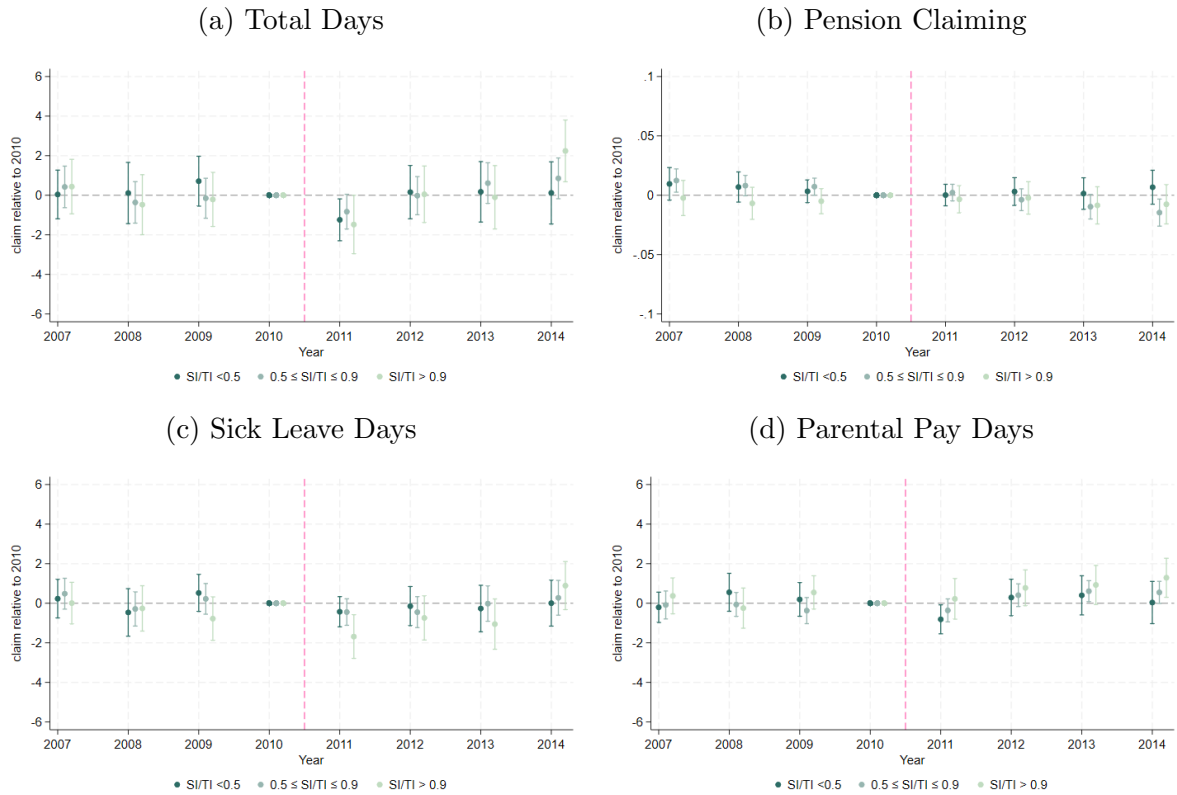 (a) Total Days
claim relative to 2010
6
4
2
0
-2
-4
-6
2007 2008 2009 2010 2011 2012 2013 2014
Year
SI/TI <0.5 0.5 ≤ SI/TI ≤ 0.9 SI/TI > 0.9
(b) Pension Claiming
claim relative to 2010
.1
.05
0
-.05
-.1
2007 2008 2009 2010 2011 2012 2013 2014
Year
SI/TI <0.5 0.5 ≤ SI/TI ≤ 0.9 SI/TI > 0.9
(c) Sick Leave Days
claim relative to 2010
6
4
2
0
-2
-4
-6
2007 2008 2009 2010 2011 2012 2013 2014
Year
SI/TI <0.5 0.5 ≤ SI/TI ≤ 0.9 SI/TI > 0.9
(d) Parental Pay Days
claim relative to 2010
6
4
2
0
-2
-4
-6
2007 2008 2009 2010 2011 2012 2013 2014
Year
SI/TI <0.5 0.5 ≤ SI/TI ≤ 0.9 SI/TI > 0.9